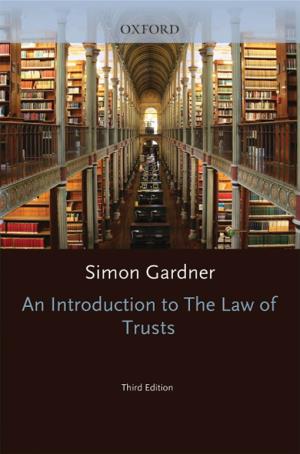 OXFORD
Simon Gardner
An Introduction to The Law of
Trusts
Third Edition